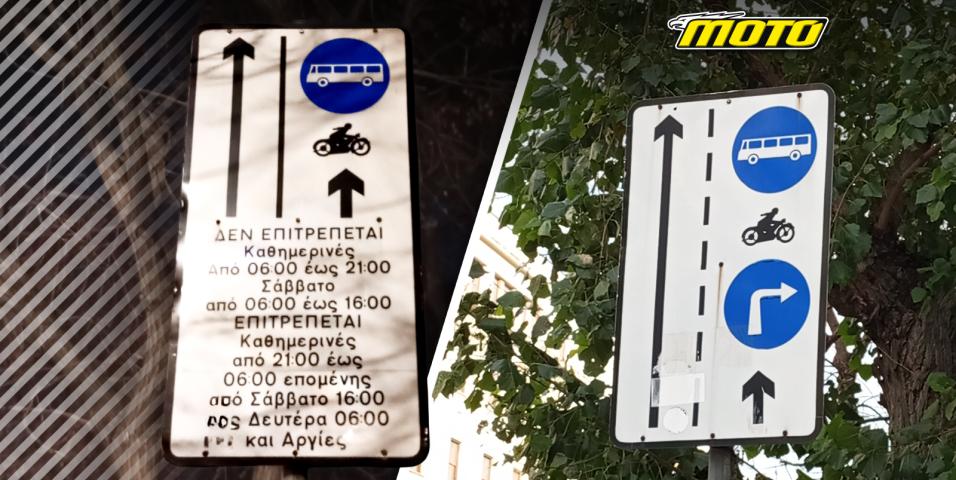 MOTO
ΔΕΝ ΕΠΙΤΡΕΠΕΤΑΙ
Καθημερινές
Από 06:00 έως 21:00
Σάββατο
από 06:00 έως 16:00
ΕΠΙΤΡΕΠΕΤΑΙ
Καθημερινές
από 21:00 έως
06:00 επομένης
από Σάββατο 16:00
Δευτέρα 06:00
και Αργίες